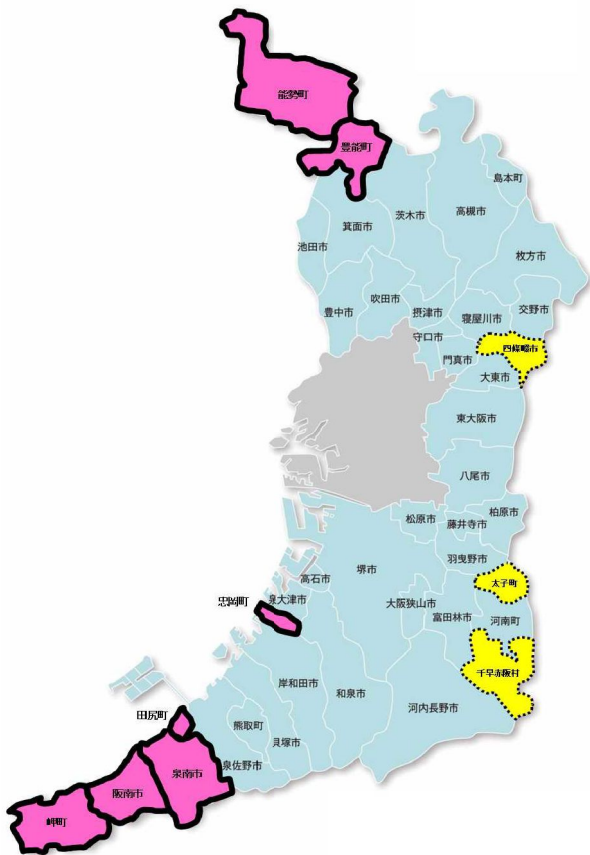 能勢町
豊能町
島本町
高槻市
茨木市
箕面市
池田市
枚方市
豊中市
吹田市
摂津市
寝屋川市
交野市
守口市
門真市
四條畷市
大東市
東大阪市
八尾市
柏原市
松原市
藤井寺市
羽曳野市
堺市
高石市
太子町
泉大津市
忠岡町
大阪狭山市
富田林市
河南町
千早赤阪村
岸和田市
和泉市
河内長野市
田尻町
熊取町
貝塚市
泉佐野市
泉南市
阪南市
岬町